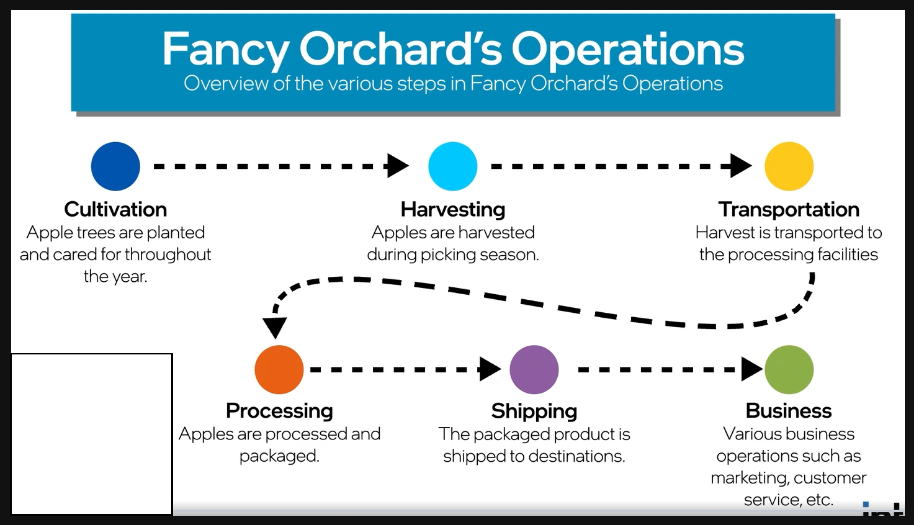 Fancy Orchard's Operations
Overview of the various steps in Fancy Orchard's Operations
Cultivation
Apple trees are planted
and cared for throughout
the year.
Harvesting
Apples are harvested
during picking season.
Transportation
Harvest is transported to
the processing facilities
Processing
Apples are processed and
packaged.
Shipping
The packaged product is
shipped to destinations.
Business
Various business
operations such as
marketing, customer
service, etc.